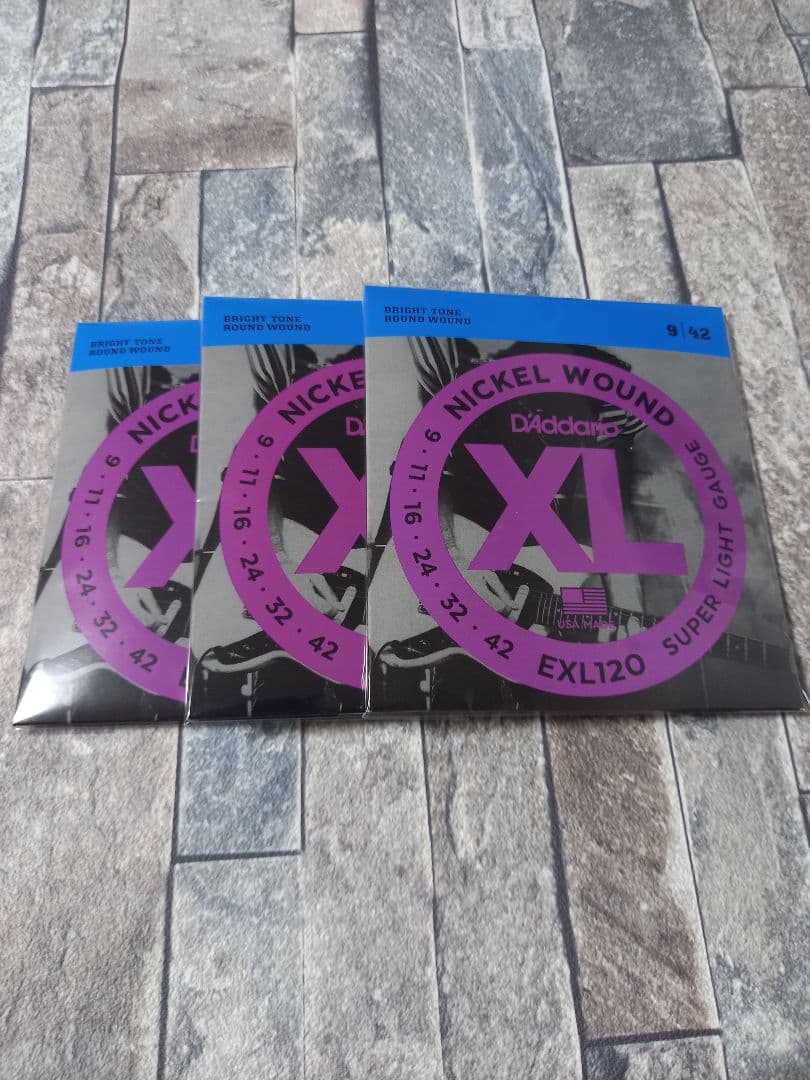 BRIGHT TONE
ROUND WOUND
NICK
9 · 11 · 16 · 24 · 32 · 42
BRIGHT TONE
ROUND WOUND
NICKE
D'
X
9 · 11 · 16 · 24 · 32 · 42
BRIGHT TONE
ROUND WOUND
9|42
NICKEL WOUND
D'Addario
XL
9 · 11 · 16 · 24 · 32 · 42
USA MADE
EXL120
SUPER LIGHT GAUGE